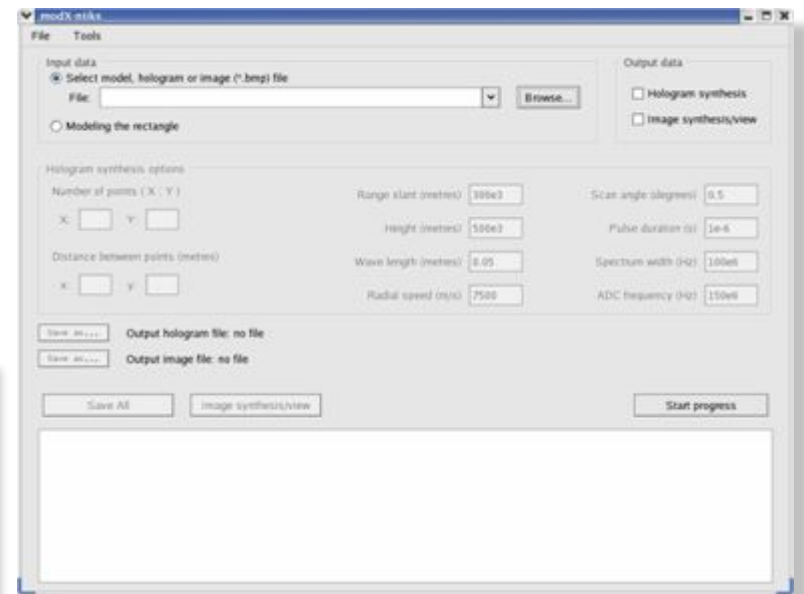 modX-ntiks
File Tools
Input data
Select model, hologram or image (*.bmp) file
File:
Browse...
Modeling the rectangle
Output data
Hologram synthesis
Image synthesis/view
Hologram synthesis options
Number of points ( X : Y )
X: Y:
Distance between points (metres)
x: y:
Range slant (metres) 300e3
Height (metres) 500e3
Wave length (metres) 0.05
Radial speed (m/s) 7500
Scan angle (degrees) 0.5
Pulse duration (s) 1e-6
Spectrum width (Hz) 100e6
ADC frequency (Hz) 150e6
Save as... Output hologram file: no file
Save as... Output image file: no file
Save All Image synthesis/view Start progress